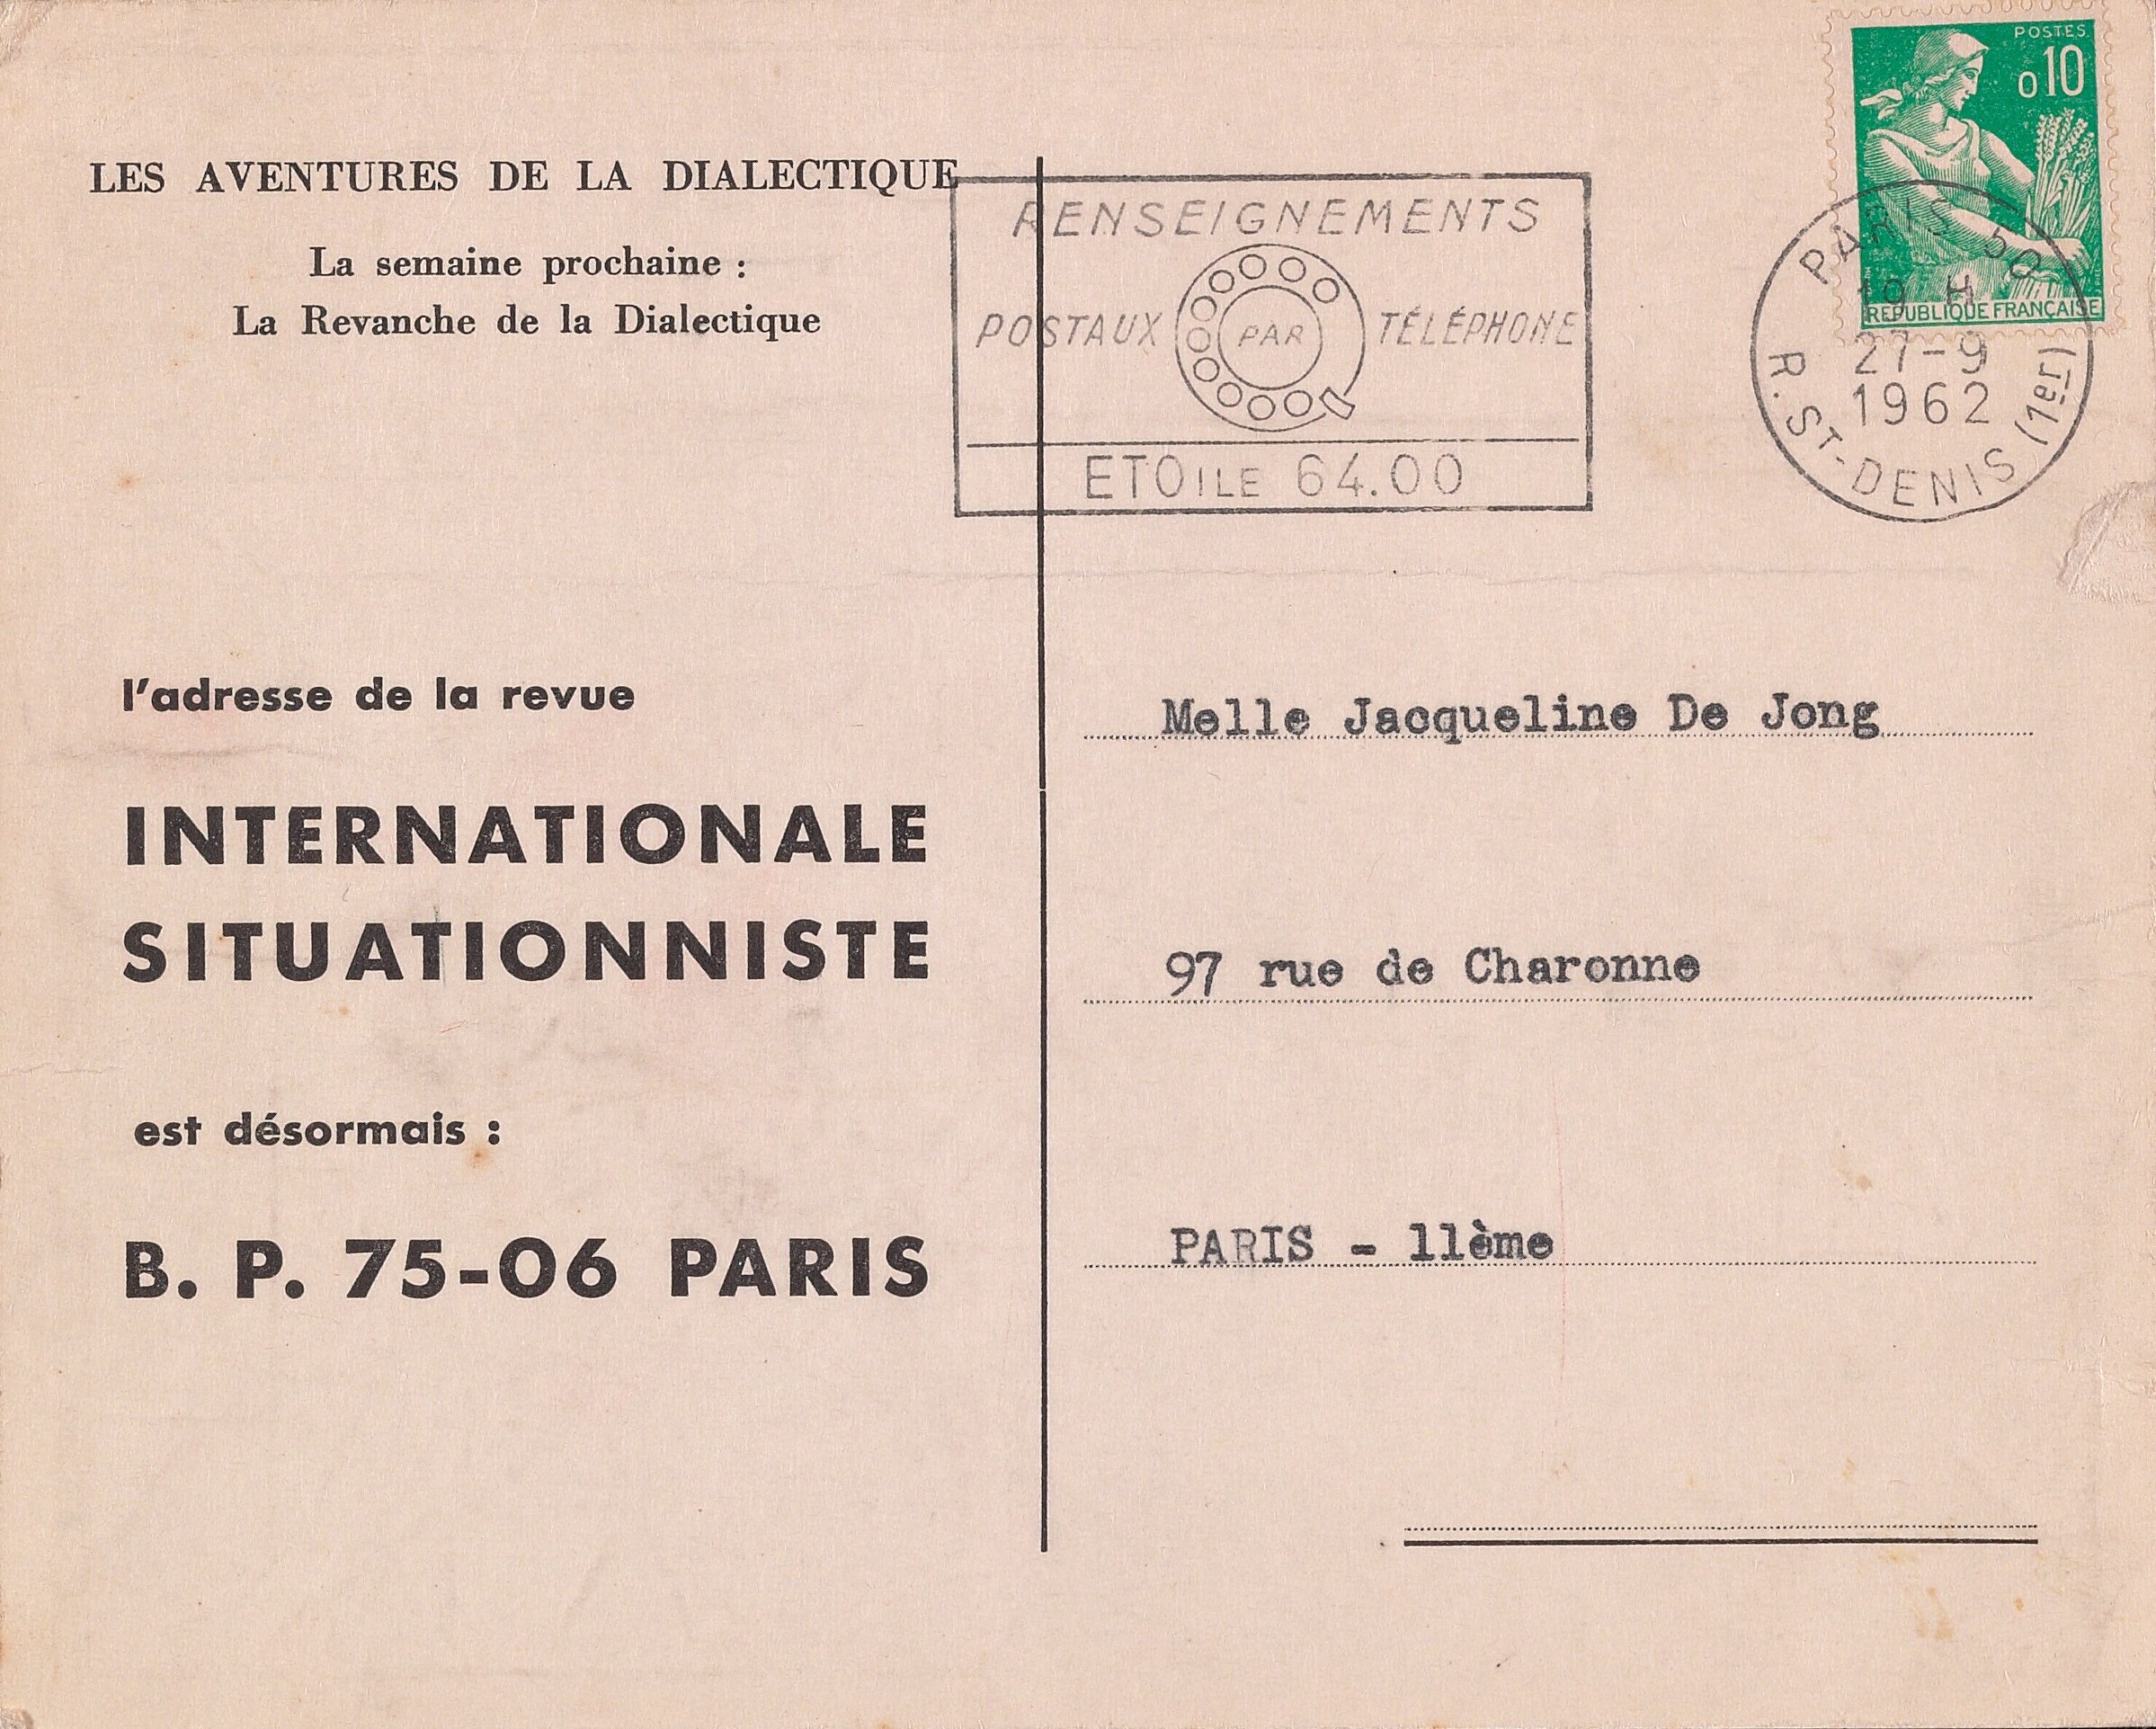 LES AVENTURES DE LA DIALECTIQUE
La semaine prochaine :
La Revanche de la Dialectique
l'adresse de la revue
INTERNATIONALE
SITUATIONNISTE
est désormais :
B. P. 75-06 PARIS
RENSEIGNEMENTS
POSTAUX PAR TÉLÉPHONE
ETOILE 64.00
POSTES
0,10
REPUBLIQUE FRANÇAISE
PARIS 50
19 H
27-9
1962
R. ST-DENIS (1er)
Melle Jacqueline De Jong
97 rue de Charonne
PARIS - 11ème